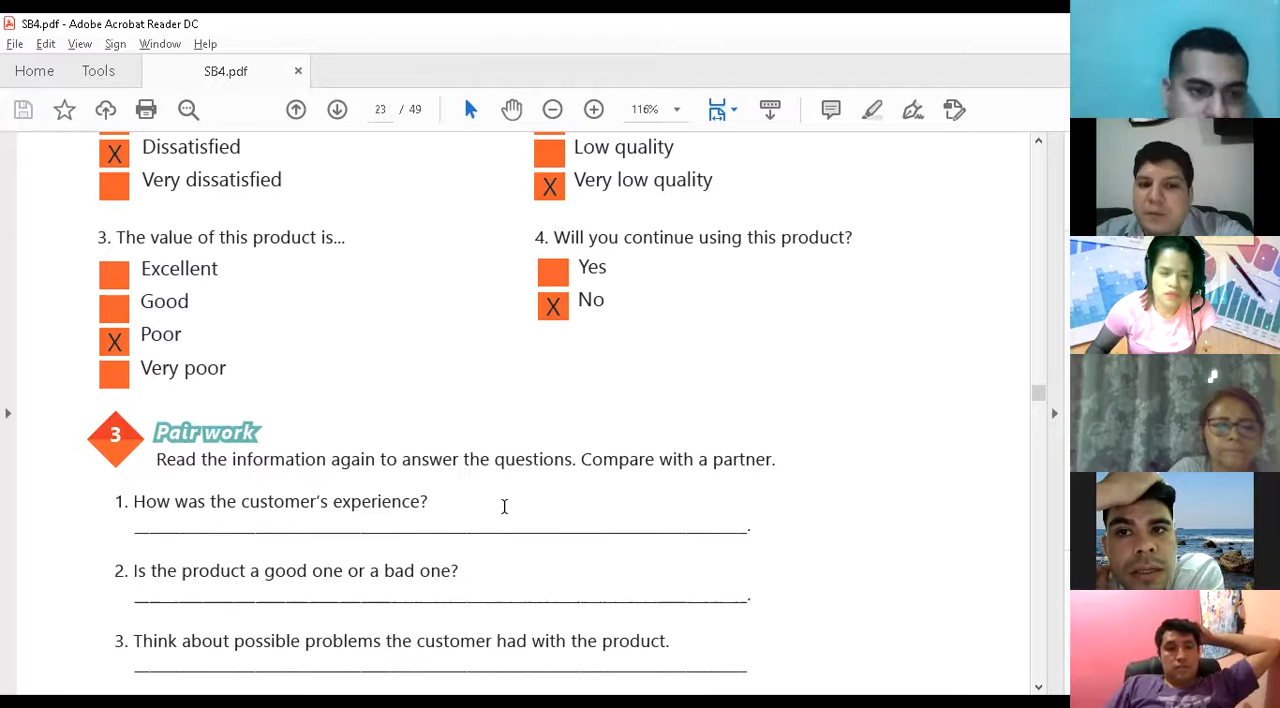 SB4.pdf - Adobe Acrobat Reader DC
File Edit View Sign Window Help
Home Tools SB4.pdf ×
23 / 49 116%
X Dissatisfied
Very dissatisfied
Low quality
X Very low quality
3. The value of this product is...
Excellent
Good
X Poor
Very poor
4. Will you continue using this product?
Yes
X No
3 Pair work
Read the information again to answer the questions. Compare with a partner.
1. How was the customer's experience?
2. Is the product a good one or a bad one?
3. Think about possible problems the customer had with the product.